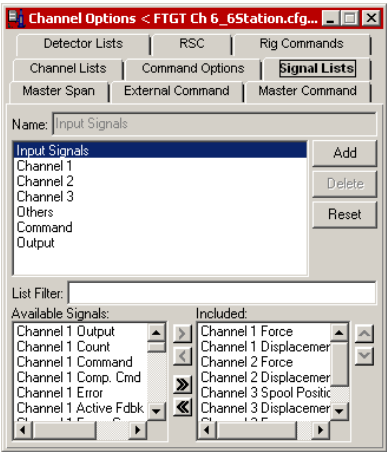 Channel Options < FTGT Ch 6_6Station.cfg...
Detector Lists RSC Rig Commands
Channel Lists Command Options Signal Lists
Master Span External Command Master Command
Name: Input Signals
Input Signals
Channel 1
Channel 2
Channel 3
Others
Command
Output
Add
Delete
Reset
List Filter:
Available Signals:
Channel 1 Output
Channel 1 Count
Channel 1 Command
Channel 1 Comp. Cmd
Channel 1 Error
Channel 1 Active Fdbk
Included:
Channel 1 Force
Channel 1 Displacemer
Channel 2 Force
Channel 2 Displacemer
Channel 3 Spool Positic
Channel 3 Displacemer